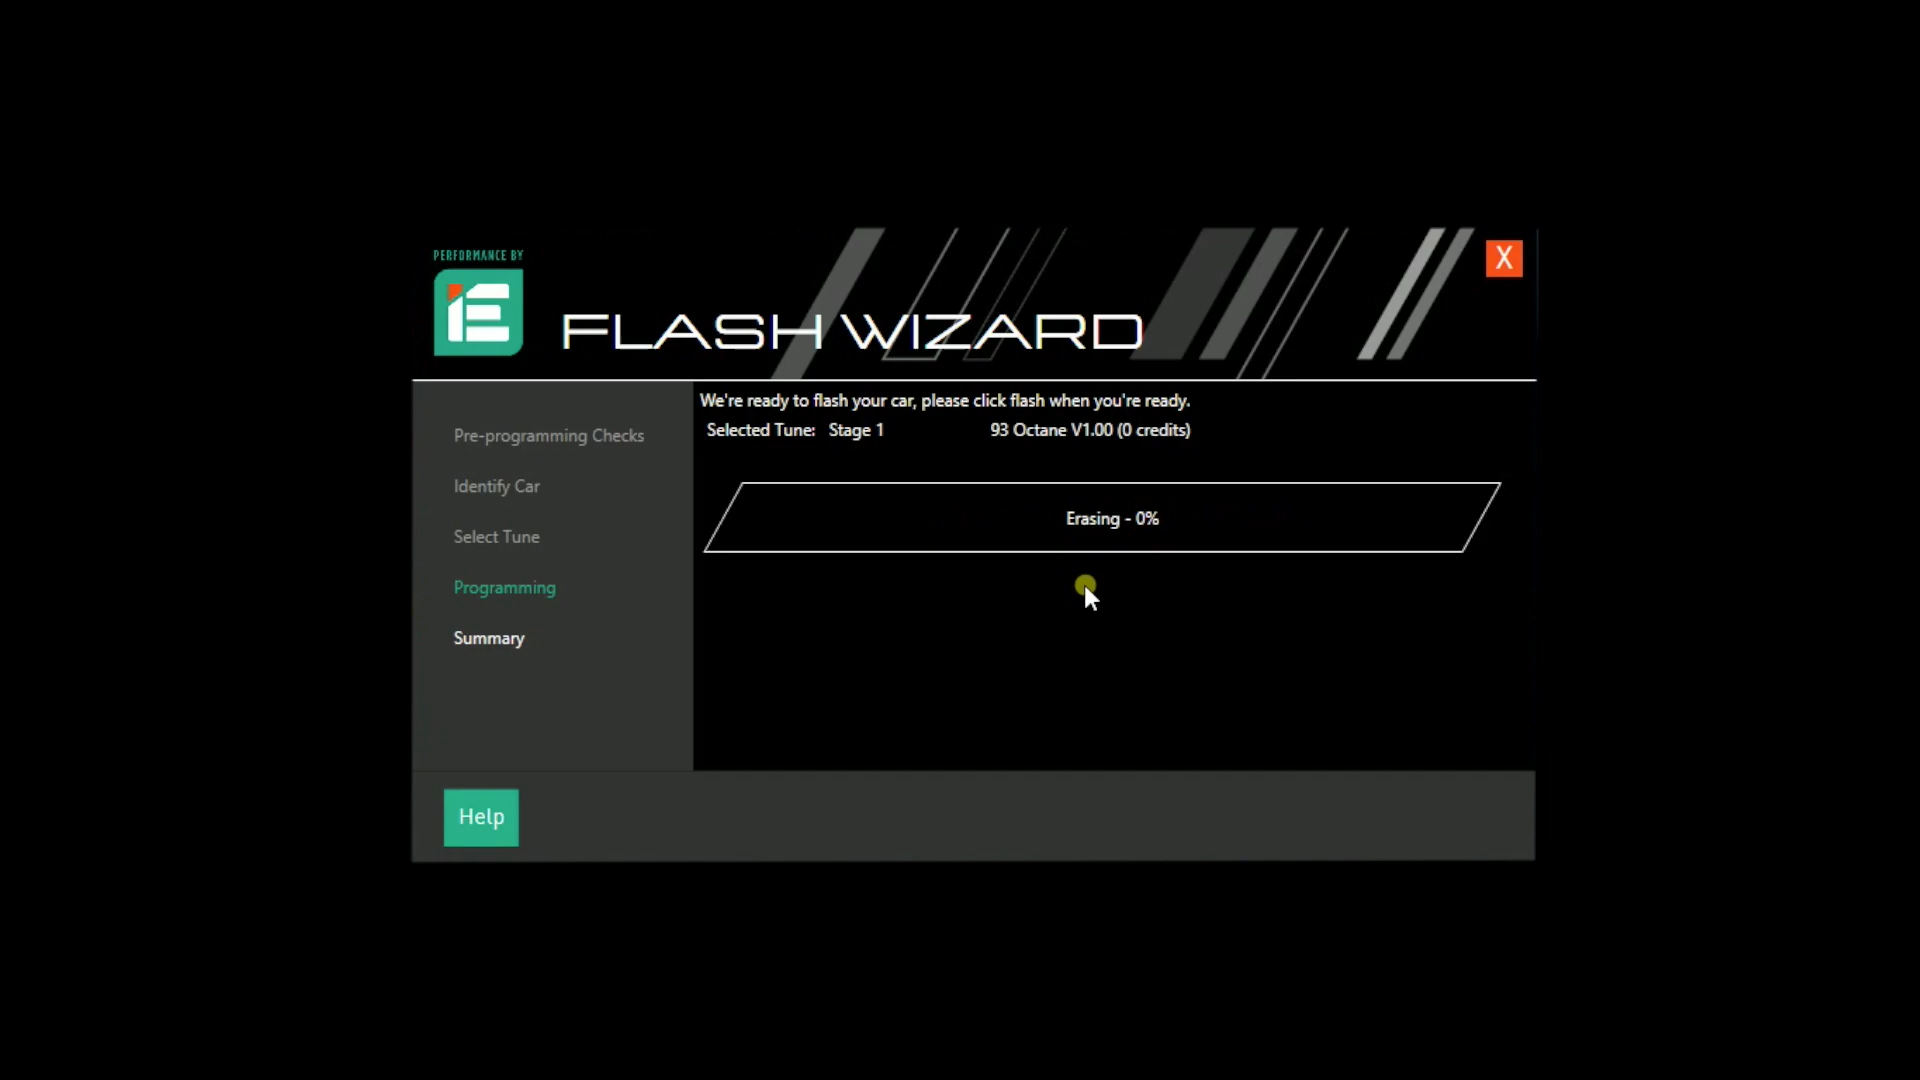 PERFORMANCE BY
iE
FLASH WIZARD
X
We're ready to flash your car, please click flash when you're ready.
Selected Tune: Stage 1 93 Octane V1.00 (0 credits)
Pre-programming Checks
Identify Car
Select Tune
Programming
Summary
Erasing - 0%
Help